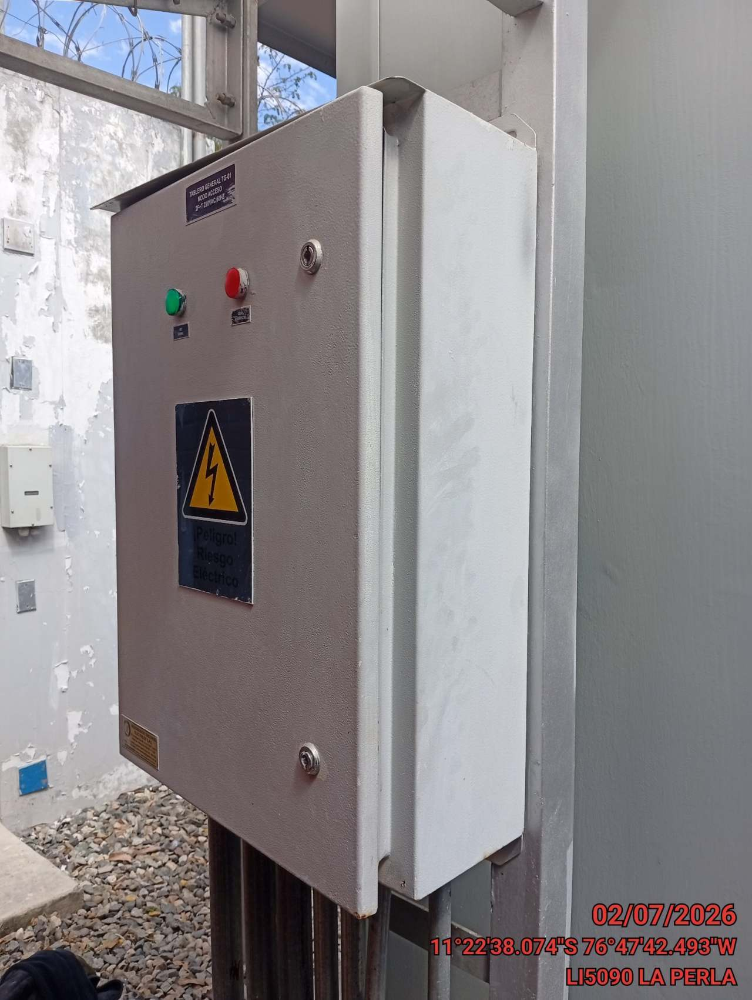 TABLERO GENERAL TG-01
NODO ACCESO
2F+T 220VAC,60HZ
¡Peligro!
Riesgo
Eléctrico
02/07/2026
11°22'38.074"S 76°47'42.493"W
LI5090 LA PERLA